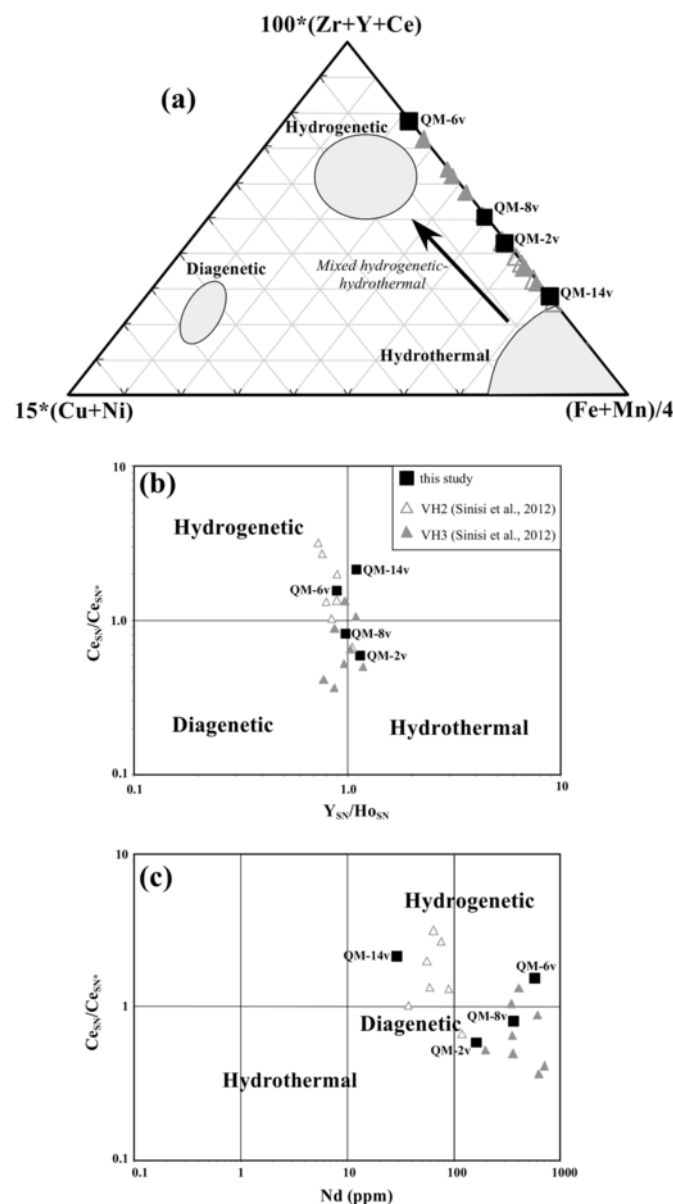 100*(Zr+Y+Ce)
(a)
QM-6v
Hydrogenetic
QM-8v
QM-2v
Mixed hydrogenetic-
hydrothermal
Diagenetic
QM-14v
Hydrothermal
15*(Cu+Ni)
(Fe+Mn)/4
10
(b)
this study
VH2 (Sinisi et al., 2012)
VH3 (Sinisi et al., 2012)
Hydrogenetic
QM-14v
QM-6v
CeSN/CeSN*
1.0
QM-8v
QM-2v
Diagenetic
Hydrothermal
0.1
0.1
1.0
10
YSN/HoSN
10
(c)
Hydrogenetic
QM-14v
QM-6v
CeSN/CeSN*
1
QM-8v
Diagenetic
QM-2v
Hydrothermal
0.1
0.1
1
10
100
1000
Nd (ppm)